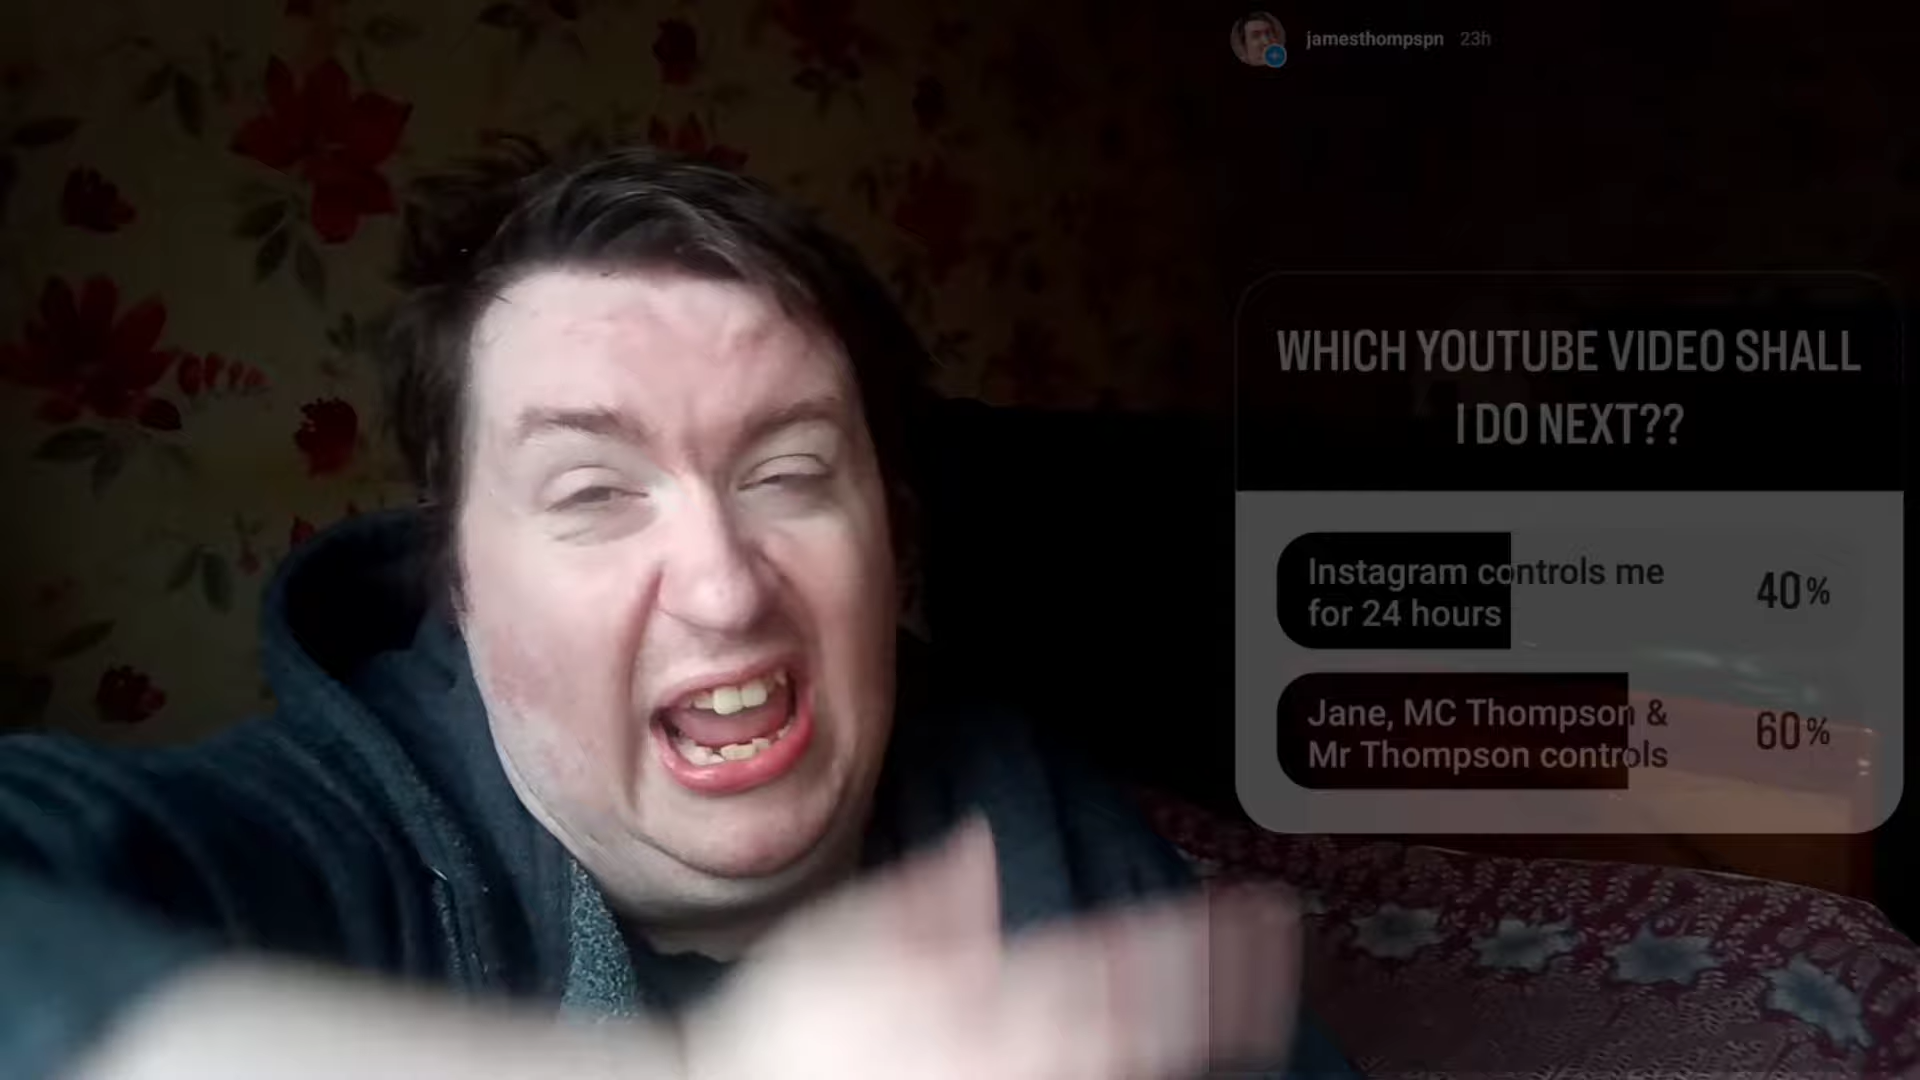 jamesthompspn 23h
WHICH YOUTUBE VIDEO SHALL
I DO NEXT??
Instagram controls me
for 24 hours
40%
Jane, MC Thompson &
Mr Thompson controls
60%